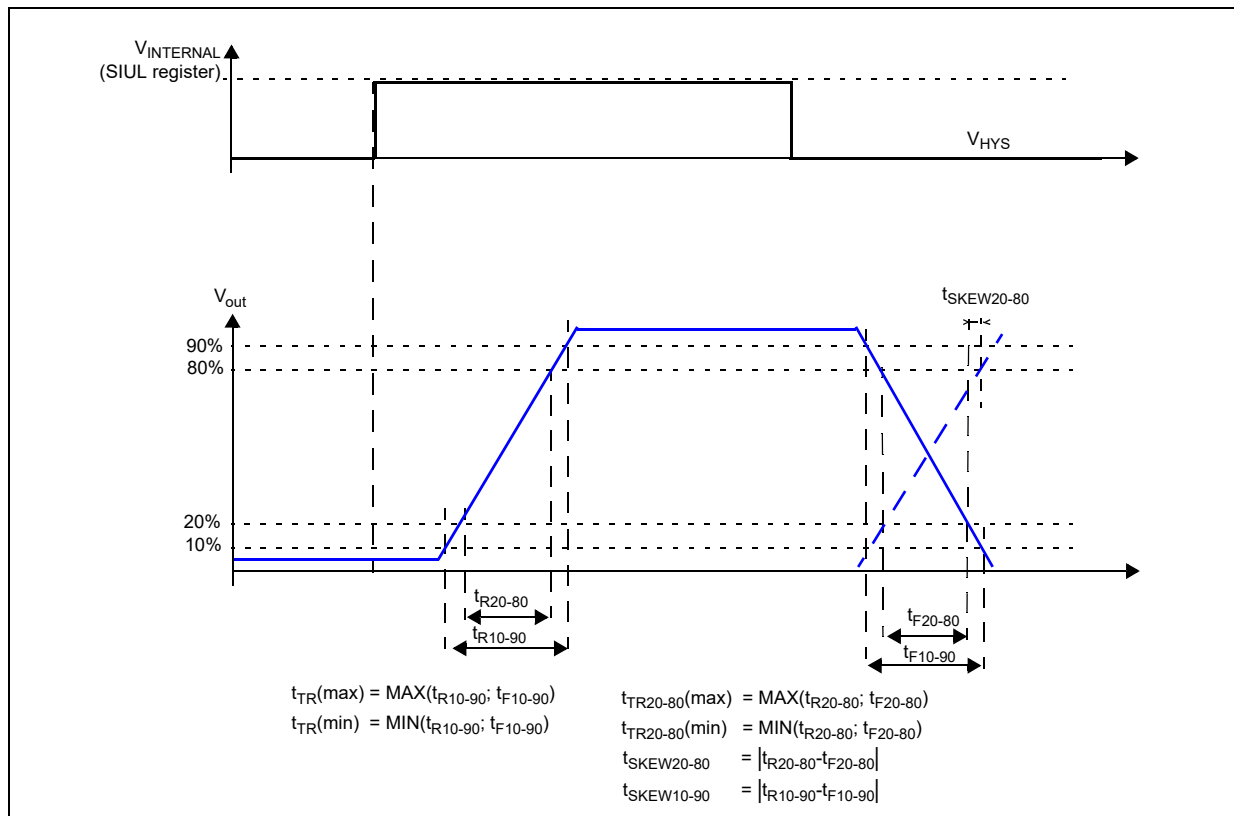 VINTERNAL
(SIUL register)
VHYS
Vout
tSKEW20-80
90%
80%
20%
10%
tR20-80
tR10-90
tF20-80
tF10-90
tTR(max) = MAX(tR10-90; tF10-90)
tTR(min) = MIN(tR10-90; tF10-90)
tTR20-80(max) = MAX(tR20-80; tF20-80)
tTR20-80(min) = MIN(tR20-80; tF20-80)
tSKEW20-80 = |tR20-80-tF20-80|
tSKEW10-90 = |tR10-90-tF10-90|